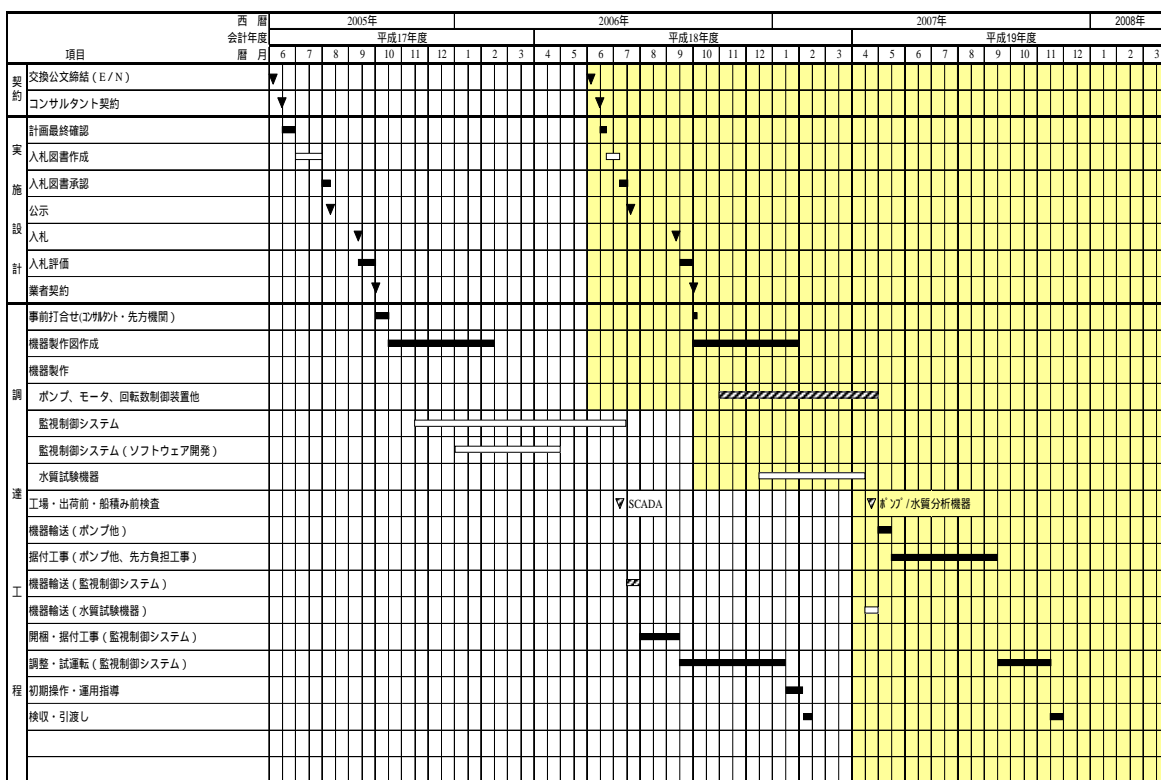 西 暦 2005年 2006年 2007年 2008年
会計年度 平成17年度 平成18年度 平成19年度
項目 暦 月 6 7 8 9 10 11 12 1 2 3 4 5 6 7 8 9 10 11 12 1 2 3 4 5 6 7 8 9 10 11 12 1 2 3
契約
交換公文締結 ( E / N )
コンサルタント契約
実施設計
計画最終確認
入札図書作成
入札図書承認
公示
入札
入札評価
業者契約
調達工程
事前打合せ(ｺﾝｻﾙﾀﾝﾄ・先方機関 )
機器製作図作成
機器製作
ポンプ、モータ、回転数制御装置他
監視制御システム
監視制御システム ( ソフトウェア開発 )
水質試験機器
工場・出荷前・船積み前検査 SCADA ﾎﾟﾝﾌﾟ / 水質分析機器
機器輸送 ( ポンプ他 )
据付工事 ( ポンプ他、先方負担工事 )
機器輸送 ( 監視制御システム )
機器輸送 ( 水質試験機器 )
開梱・据付工事 ( 監視制御システム )
調整・試運転 ( 監視制御システム )
初期操作・運用指導
検収・引渡し